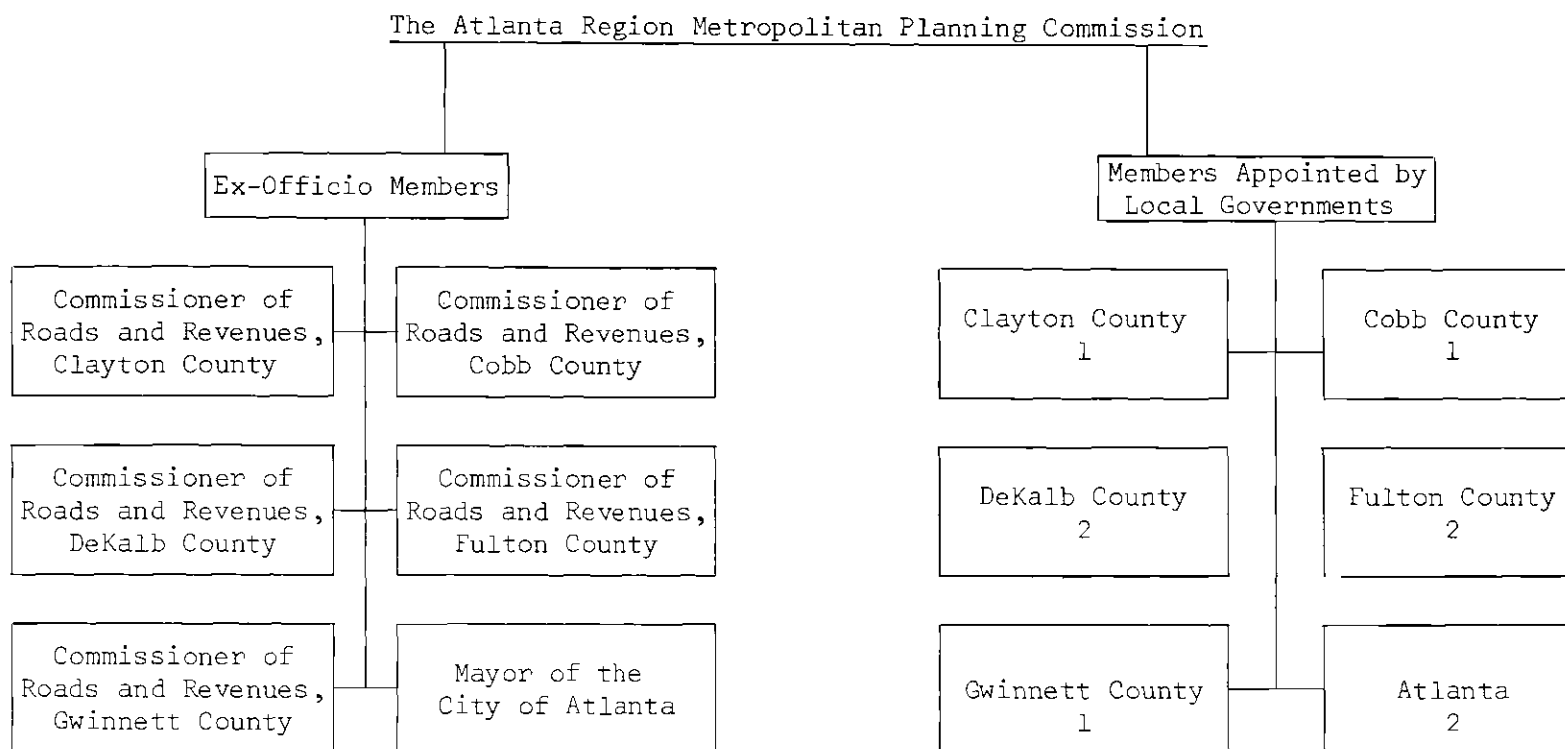 The Atlanta Region Metropolitan Planning Commission
Ex-Officio Members
Commissioner of
Roads and Revenues,
Clayton County
Commissioner of
Roads and Revenues,
Cobb County
Commissioner of
Roads and Revenues,
DeKalb County
Commissioner of
Roads and Revenues,
Fulton County
Commissioner of
Roads and Revenues,
Gwinnett County
Mayor of the
City of Atlanta
Members Appointed by
Local Governments
Clayton County
1
Cobb County
1
DeKalb County
2
Fulton County
2
Gwinnett County
1
Atlanta
2